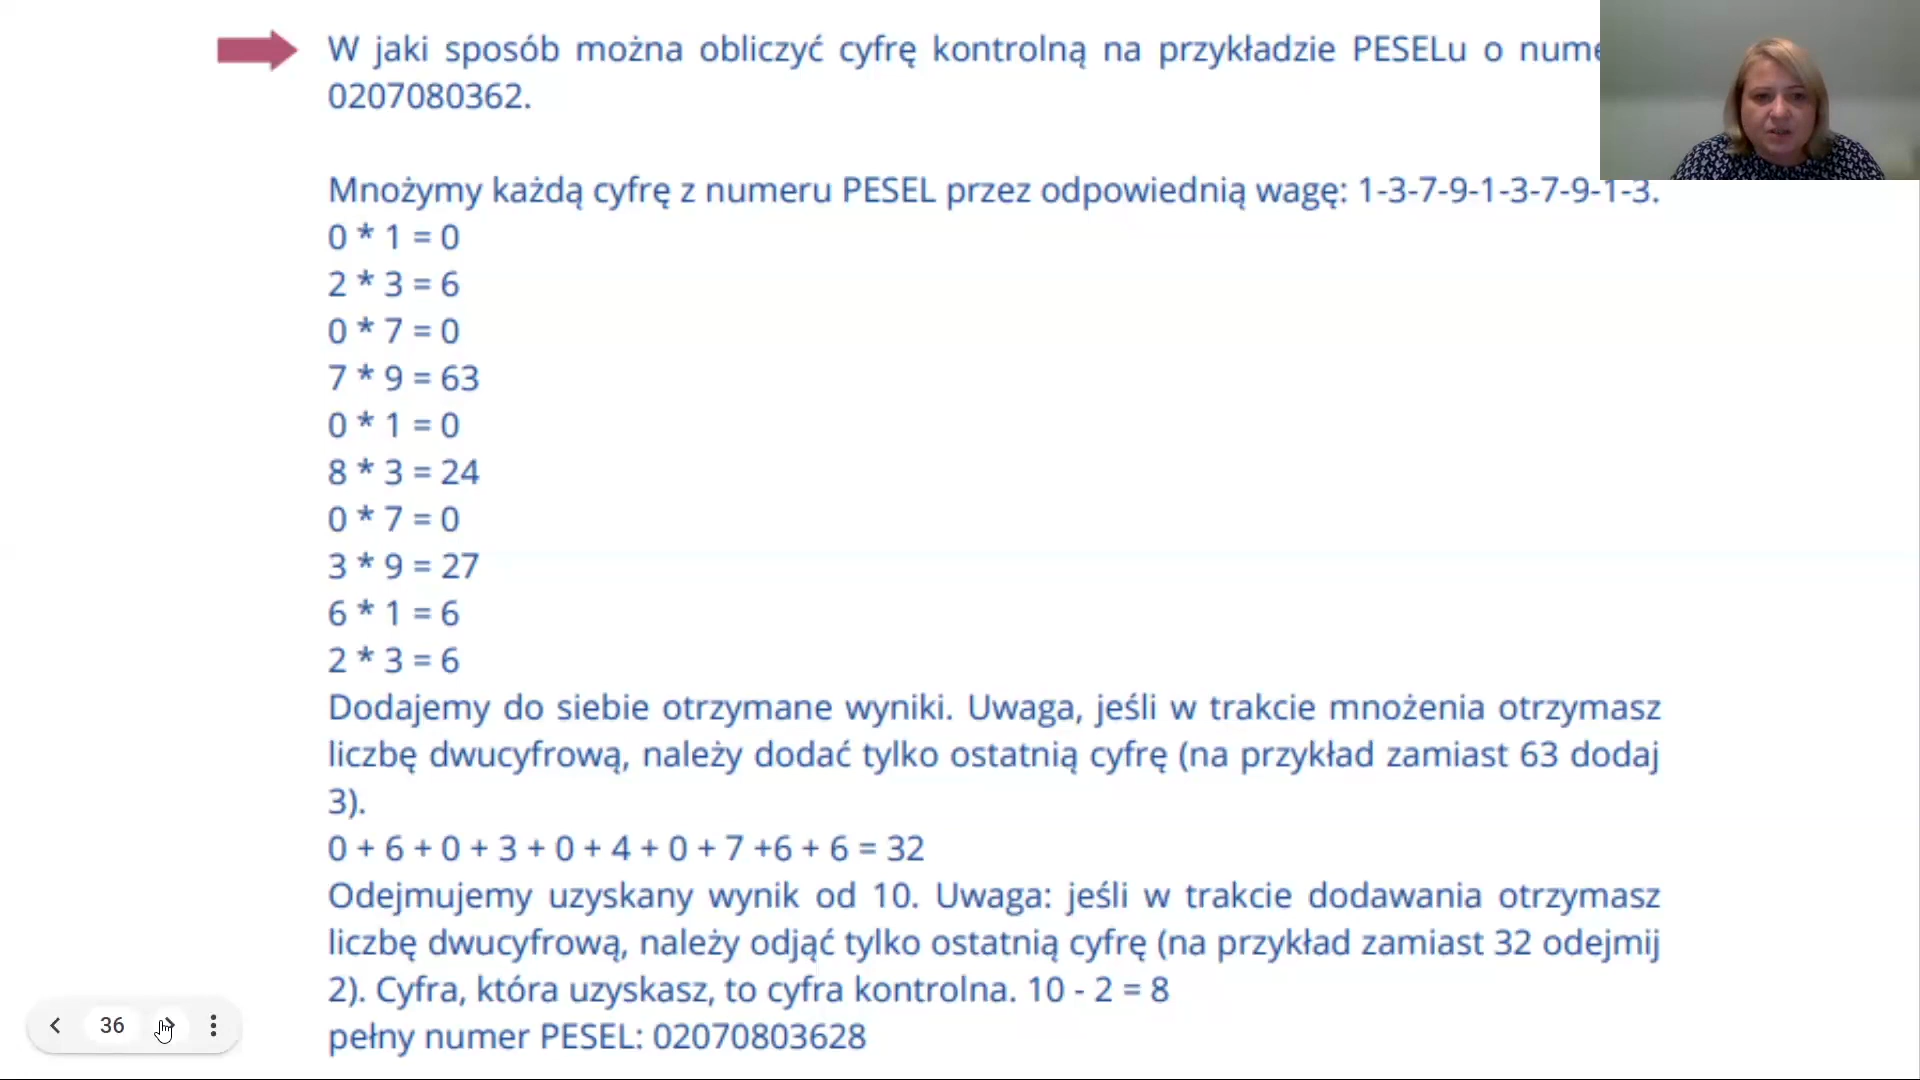 W jaki sposób można obliczyć cyfrę kontrolną na przykładzie PESELu o
0207080362.
Mnożymy każdą cyfrę z numeru PESEL przez odpowiednią wagę: 1-3-7-9-1-3-7-9-1-3.
0 * 1 = 0
2 * 3 = 6
0 * 7 = 0
7 * 9 = 63
0 * 1 = 0
8 * 3 = 24
0 * 7 = 0
3 * 9 = 27
6 * 1 = 6
2 * 3 = 6
Dodajemy do siebie otrzymane wyniki. Uwaga, jeśli w trakcie mnożenia otrzymasz
liczbę dwucyfrową, należy dodać tylko ostatnią cyfrę (na przykład zamiast 63 dodaj
3).
0 + 6 + 0 + 3 + 0 + 4 + 0 + 7 +6 + 6 = 32
Odejmujemy uzyskany wynik od 10. Uwaga: jeśli w trakcie dodawania otrzymasz
liczbę dwucyfrową, należy odjąć tylko ostatnią cyfrę (na przykład zamiast 32 odejmij
2). Cyfra, która uzyskasz, to cyfra kontrolna. 10 - 2 = 8
pełny numer PESEL: 02070803628
36